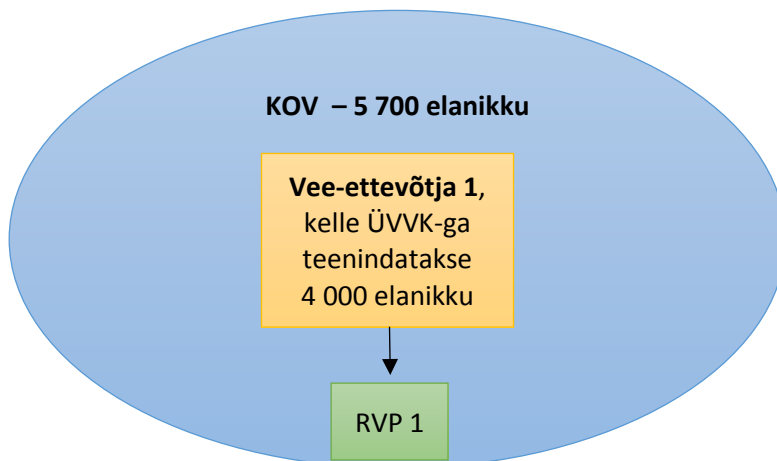 KOV – 5 700 elanikku
Vee-ettevõtja 1,
kelle ÜVVK-ga
teenindatakse
4 000 elanikku
RVP 1